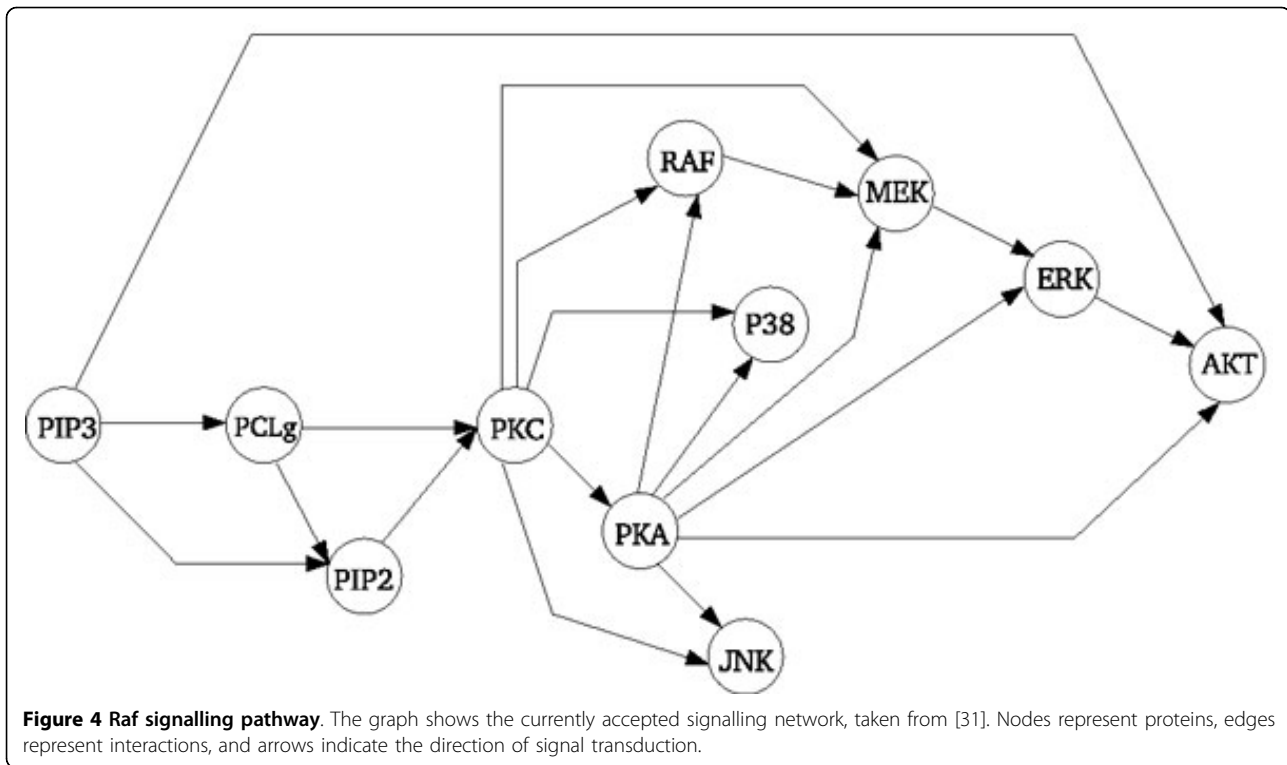 RAF
MEK
ERK
P38
AKT
PIP3
PCLg
PKC
PKA
PIP2
JNK
Figure 4 Raf signalling pathway. The graph shows the currently accepted signalling network, taken from [31]. Nodes represent proteins, edges
represent interactions, and arrows indicate the direction of signal transduction.